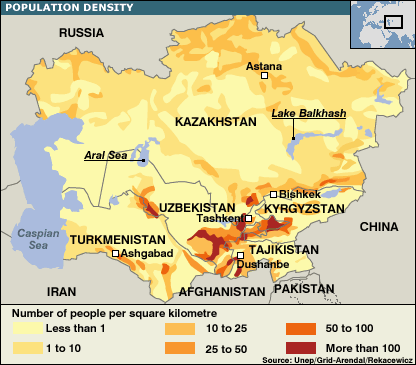 POPULATION DENSITY
RUSSIA
Astana
KAZAKHSTAN
Lake Balkhash
Aral Sea
Bishkek
UZBEKISTAN
KYRGYZSTAN
Tashkent
Caspian
Sea
TURKMENISTAN
CHINA
TAJIKISTAN
Ashgabad
Dushanbe
IRAN
AFGHANISTAN
PAKISTAN
Number of people per square kilometre
Less than 1
10 to 25
50 to 100
1 to 10
25 to 50
More than 100
Source: Unep/Grid-Arendal/Rekacewicz